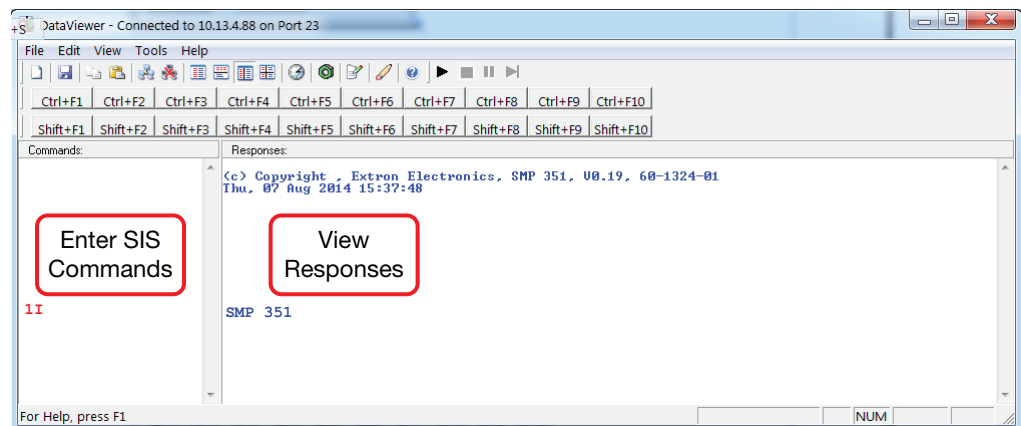 +S DataViewer - Connected to 10.13.4.88 on Port 23
File Edit View Tools Help
Ctrl+F1 Ctrl+F2 Ctrl+F3 Ctrl+F4 Ctrl+F5 Ctrl+F6 Ctrl+F7 Ctrl+F8 Ctrl+F9 Ctrl+F10
Shift+F1 Shift+F2 Shift+F3 Shift+F4 Shift+F5 Shift+F6 Shift+F7 Shift+F8 Shift+F9 Shift+F10
Commands: Responses:
(c) Copyright , Extron Electronics, SMP 351, V0.19, 60-1324-01
Thu, 07 Aug 2014 15:37:48
Enter SIS
Commands
View
Responses
1I SMP 351
For Help, press F1 NUM